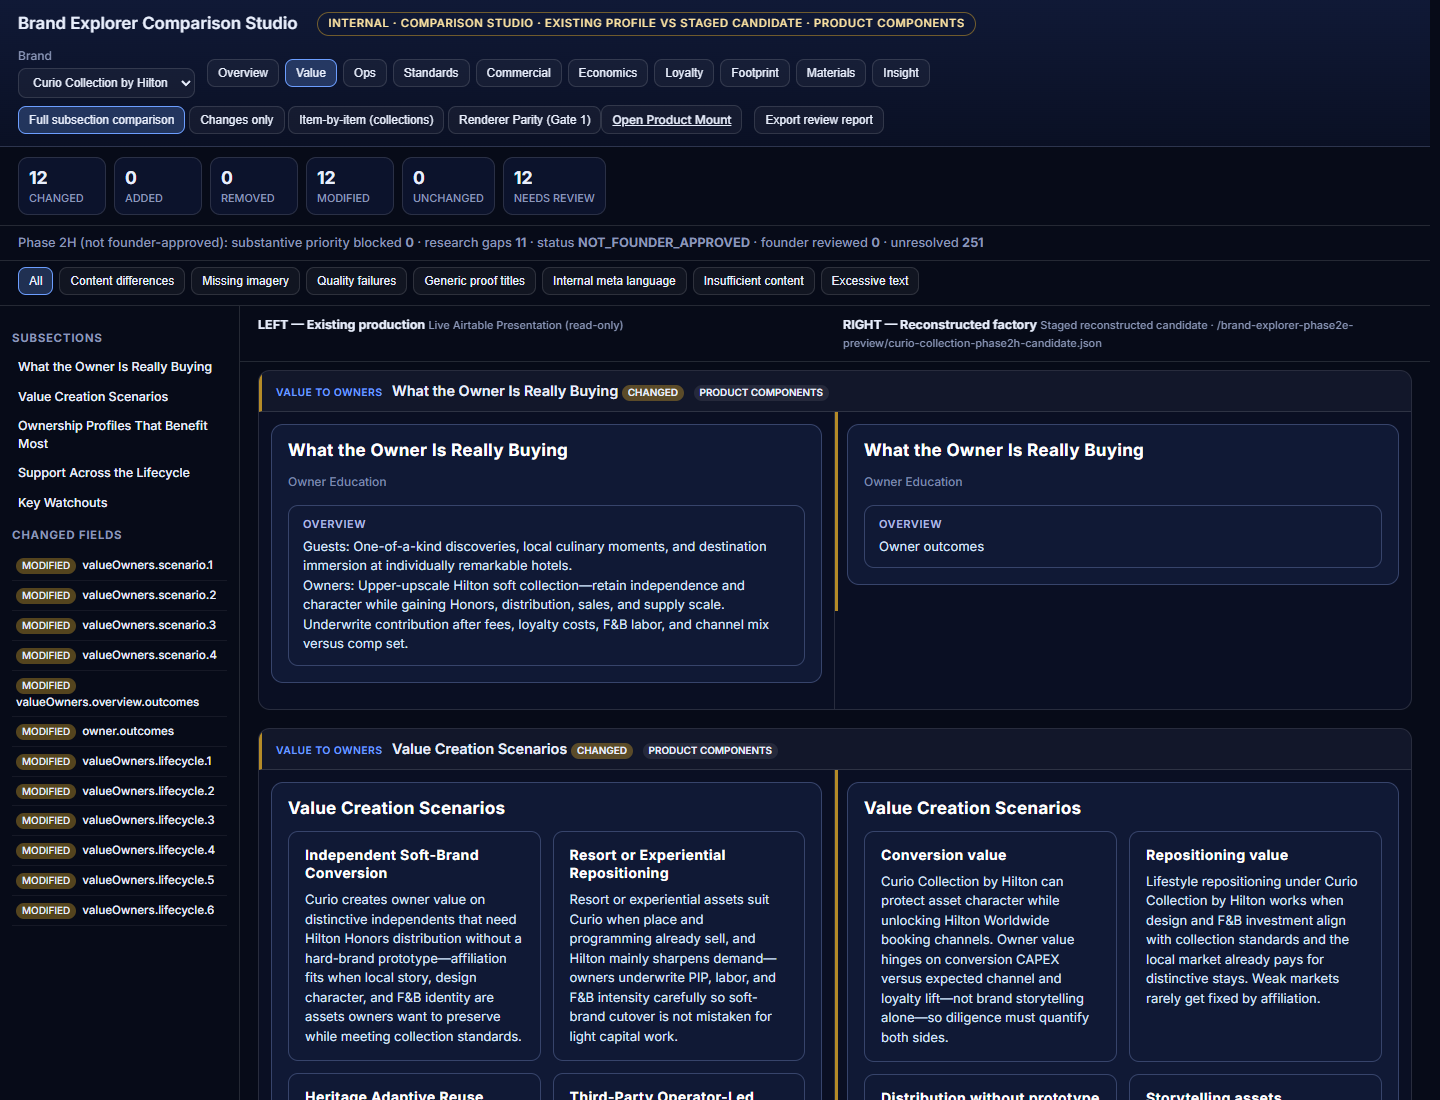 Brand Explorer Comparison Studio
INTERNAL · COMPARISON STUDIO · EXISTING PROFILE VS STAGED CANDIDATE · PRODUCT COMPONENTS
Brand
Curio Collection by Hilton
Overview
Value
Ops
Standards
Commercial
Economics
Loyalty
Footprint
Materials
Insight
Full subsection comparison
Changes only
Item-by-item (collections)
Renderer Parity (Gate 1)
Open Product Mount
Export review report
12
CHANGED
0
ADDED
0
REMOVED
12
MODIFIED
0
UNCHANGED
12
NEEDS REVIEW
Phase 2H (not founder-approved): substantive priority blocked 0 · research gaps 11 · status NOT_FOUNDER_APPROVED · founder reviewed 0 · unresolved 251
All
Content differences
Missing imagery
Quality failures
Generic proof titles
Internal meta language
Insufficient content
Excessive text
SUBSECTIONS
What the Owner Is Really Buying
Value Creation Scenarios
Ownership Profiles That Benefit
Most
Support Across the Lifecycle
Key Watchouts
CHANGED FIELDS
MODIFIED valueOwners.scenario.1
MODIFIED valueOwners.scenario.2
MODIFIED valueOwners.scenario.3
MODIFIED valueOwners.scenario.4
MODIFIED
valueOwners.overview.outcomes
MODIFIED owner.outcomes
MODIFIED valueOwners.lifecycle.1
MODIFIED valueOwners.lifecycle.2
MODIFIED valueOwners.lifecycle.3
MODIFIED valueOwners.lifecycle.4
MODIFIED valueOwners.lifecycle.5
MODIFIED valueOwners.lifecycle.6
LEFT — Existing production Live Airtable Presentation (read-only)
RIGHT — Reconstructed factory Staged reconstructed candidate · /brand-explorer-phase2e-
preview/curio-collection-phase2h-candidate.json
VALUE TO OWNERS What the Owner Is Really Buying CHANGED PRODUCT COMPONENTS
What the Owner Is Really Buying
Owner Education
OVERVIEW
Guests: One-of-a-kind discoveries, local culinary moments, and destination
immersion at individually remarkable hotels.
Owners: Upper-upscale Hilton soft collection—retain independence and
character while gaining Honors, distribution, sales, and supply scale.
Underwrite contribution after fees, loyalty costs, F&B labor, and channel mix
versus comp set.
What the Owner Is Really Buying
Owner Education
OVERVIEW
Owner outcomes
VALUE TO OWNERS Value Creation Scenarios CHANGED PRODUCT COMPONENTS
Value Creation Scenarios
Independent Soft-Brand
Conversion
Curio creates owner value on
distinctive independents that need
Hilton Honors distribution without a
hard-brand prototype—affiliation
fits when local story, design
character, and F&B identity are
assets owners want to preserve
while meeting collection standards.
Resort or Experiential
Repositioning
Resort or experiential assets suit
Curio when place and
programming already sell, and
Hilton mainly sharpens demand—
owners underwrite PIP, labor, and
F&B intensity carefully so soft-
brand cutover is not mistaken for
light capital work.
Heritage Adaptive Reuse
Third-Party Operator-Led
Value Creation Scenarios
Conversion value
Curio Collection by Hilton can
protect asset character while
unlocking Hilton Worldwide
booking channels. Owner value
hinges on conversion CAPEX
versus expected channel and
loyalty lift—not brand storytelling
alone—so diligence must quantify
both sides.
Repositioning value
Lifestyle repositioning under Curio
Collection by Hilton works when
design and F&B investment align
with collection standards and the
local market already pays for
distinctive stays. Weak markets
rarely get fixed by affiliation.
Distribution without prototype
Storytelling assets